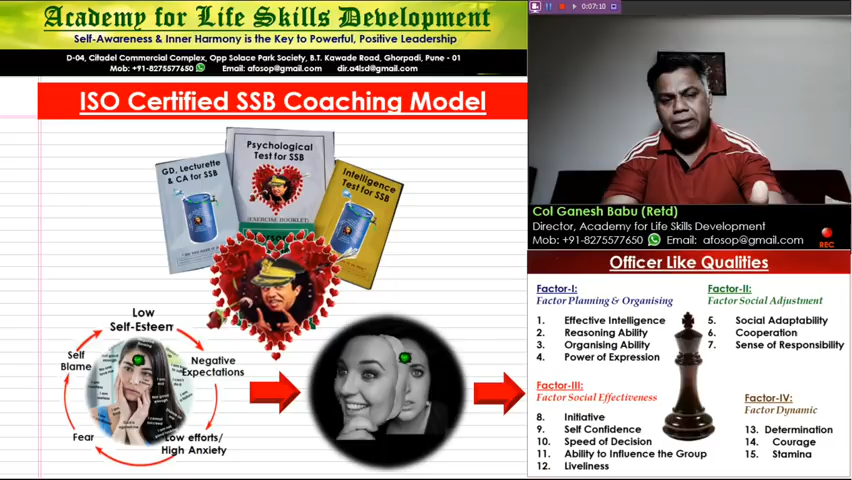 Academy for Life Skills Development
Self-Awareness & Inner Harmony is the Key to Powerful, Positive Leadership
D-04, Citadel Commercial Complex, Opp Solace Park Society, B.T. Kawade Road, Ghorpadi, Pune - 01
Mob: +91-8275577650 Email: afosop@gmail.com dir.a4lsd@gmail.com
ISO Certified SSB Coaching Model
GD, Lecturette
& CA for SSB
Psychological
Test for SSB
(EXERCISE BOOKLET)
Intelligence
Test for SSB
Low
Self-Esteem
Negative
Expectations
Low efforts/
High Anxiety
Fear
Self
Blame
0:07:10
Col Ganesh Babu (Retd)
Director, Academy for Life Skills Development
Mob: +91-8275577650 Email: afosop@gmail.com
REC
Officer Like Qualities
Factor-I:
Factor Planning & Organising
1. Effective Intelligence
2. Reasoning Ability
3. Organising Ability
4. Power of Expression
Factor-II:
Factor Social Adjustment
5. Social Adaptability
6. Cooperation
7. Sense of Responsibility
Factor-III:
Factor Social Effectiveness
8. Initiative
9. Self Confidence
10. Speed of Decision
11. Ability to Influence the Group
12. Liveliness
Factor-IV:
Factor Dynamic
13. Determination
14. Courage
15. Stamina